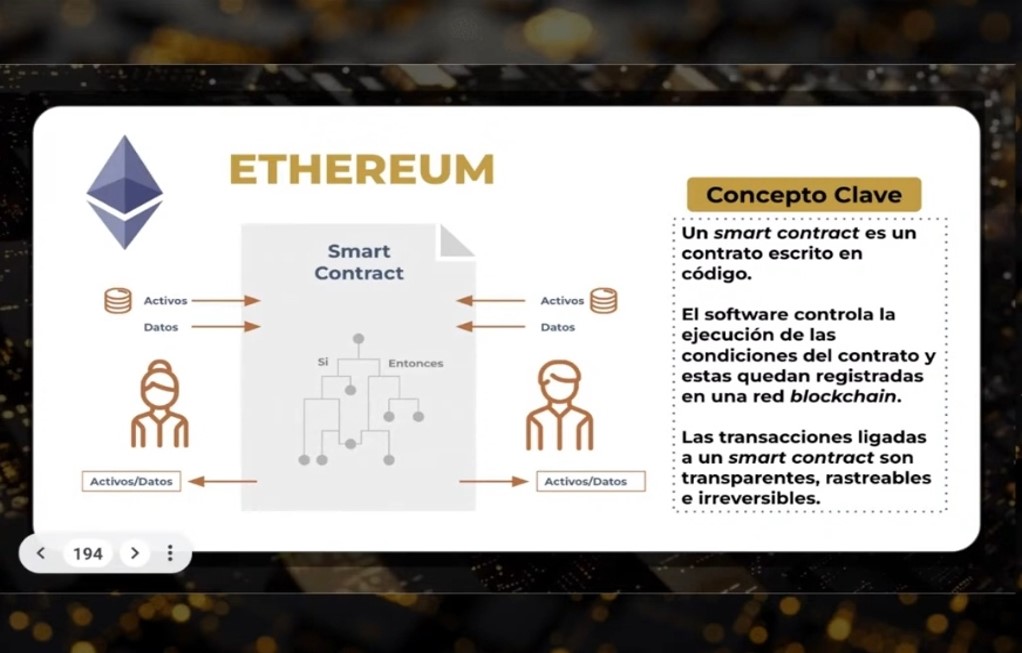 ETHEREUM
Smart
Contract
Activos
Datos
Activos
Datos
Si
Entonces
Activos/Datos
Activos/Datos
Concepto Clave
Un smart contract es un
contrato escrito en
código.
El software controla la
ejecución de las
condiciones del contrato y
estas quedan registradas
en una red blockchain.
Las transacciones ligadas
a un smart contract son
transparentes, rastreables
e irreversibles.
194